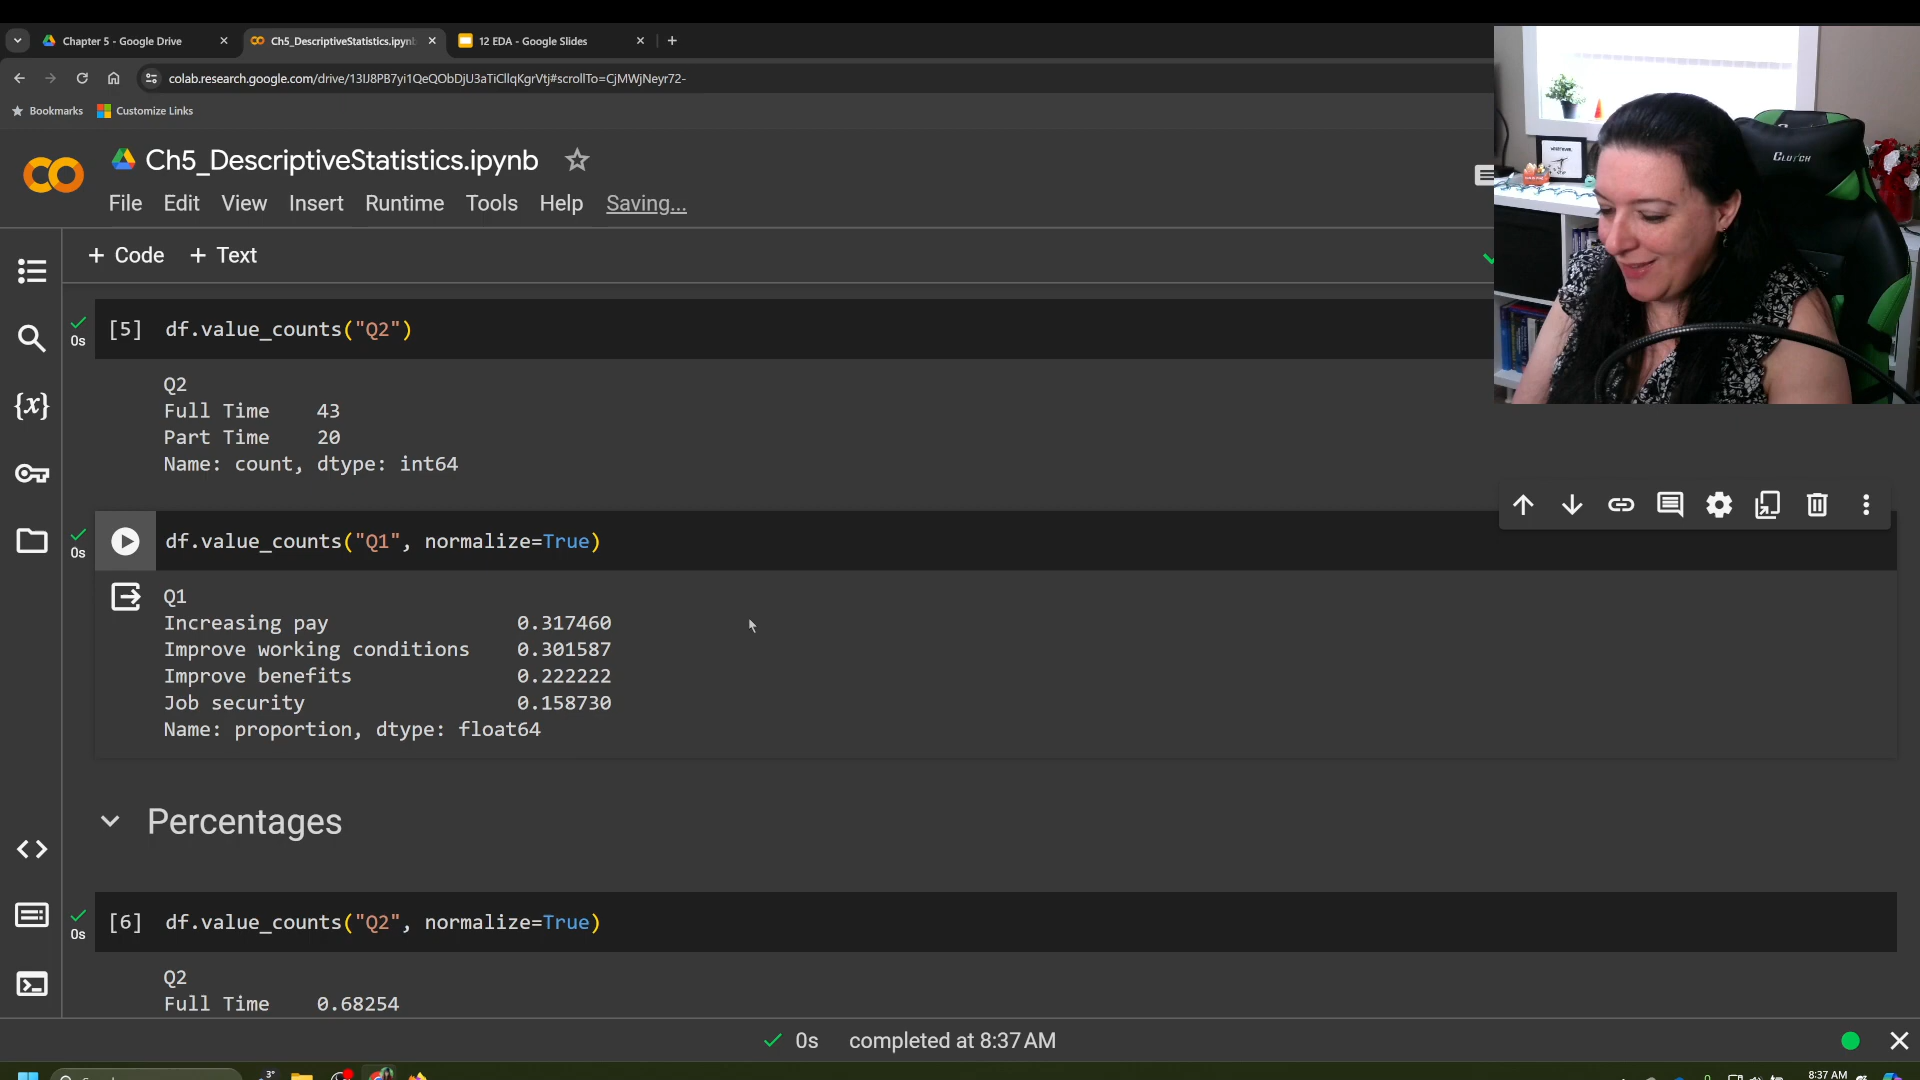 Chapter 5 - Google Drive
Ch5_DescriptiveStatistics.ipynb
12 EDA - Google Slides
colab.research.google.com/drive/13IJ8PB7yi1QeQObDjU3aTiCllqKgrVtj#scrollTo=CjMWjNeyr72-
Bookmarks
Customize Links
Ch5_DescriptiveStatistics.ipynb
File Edit View Insert Runtime Tools Help Saving...
+ Code + Text
[5] df.value_counts("Q2")
0s
Q2
Full Time 43
Part Time 20
Name: count, dtype: int64
df.value_counts("Q1", normalize=True)
0s
Q1
Increasing pay 0.317460
Improve working conditions 0.301587
Improve benefits 0.222222
Job security 0.158730
Name: proportion, dtype: float64
Percentages
[6] df.value_counts("Q2", normalize=True)
0s
Q2
Full Time 0.68254
0s completed at 8:37 AM
3°
8:37 AM
CLUTCH
WHATEVER